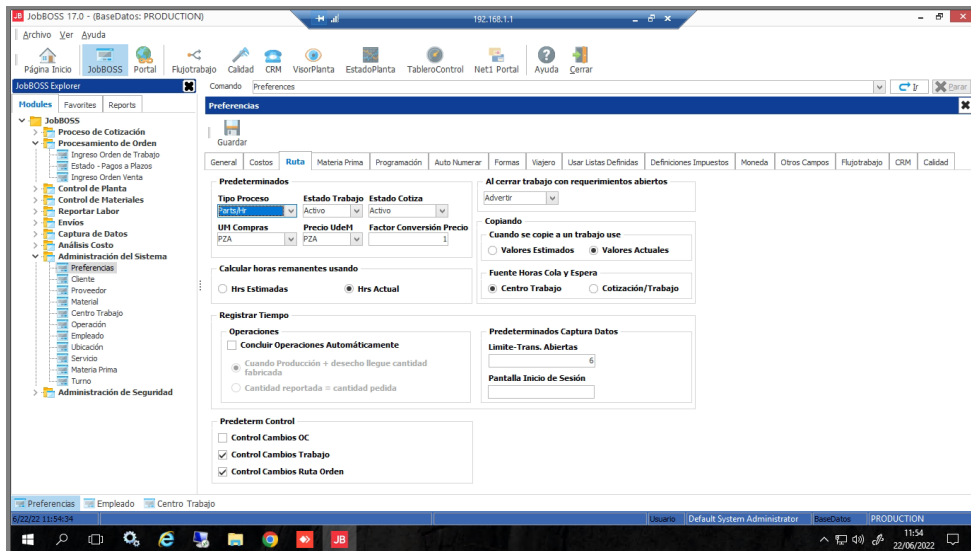 JobBOSS 17.0 - (BaseDatos: PRODUCTION)
192.168.1.1
Archivo Ver Ayuda
Página Inicio JobBOSS Portal Flujotrabajo Calidad CRM VisorPlanta EstadoPlanta TableroControl Net1 Portal Ayuda Cerrar
JobBOSS Explorer
Comando Preferences Ir Parar
Modules Favorites Reports
JobBOSS
Proceso de Cotización
Procesamiento de Orden
Ingreso Orden de Trabajo
Estado - Pagos a Plazos
Ingreso Orden Venta
Control de Planta
Control de Materiales
Reportar Labor
Envíos
Captura de Datos
Análisis Costo
Administración del Sistema
Preferencias
Cliente
Proveedor
Material
Centro Trabajo
Operación
Empleado
Ubicación
Servicio
Materia Prima
Turno
Administración de Seguridad
Preferencias
Guardar
General Costos Ruta Materia Prima Programación Auto Numerar Formas Viajero Usar Listas Definidas Definiciones Impuestos Moneda Otros Campos Flujotrabajo CRM Calidad
Predeterminados
Tipo Proceso Estado Trabajo Estado Cotiza
Parts/Hr Activo Activo
UM Compras Precio UdeM Factor Conversión Precio
PZA PZA 1
Calcular horas remanentes usando
Hrs Estimadas Hrs Actual
Al cerrar trabajo con requerimientos abiertos
Advertir
Copiando
Cuando se copie a un trabajo use
Valores Estimados Valores Actuales
Fuente Horas Cola y Espera
Centro Trabajo Cotización/Trabajo
Registrar Tiempo
Operaciones
Concluir Operaciones Automáticamente
Cuando Producción + desecho llegue cantidad
fabricada
Cantidad reportada = cantidad pedida
Predeterminados Captura Datos
Limite-Trans. Abiertas
6
Pantalla Inicio de Sesión
Predeterm Control
Control Cambios OC
Control Cambios Trabajo
Control Cambios Ruta Orden
Preferencias Empleado Centro Trabajo
6/22/22 11:54:34 Usuario Default System Administrator BaseDatos PRODUCTION
JB
11:54
22/06/2022